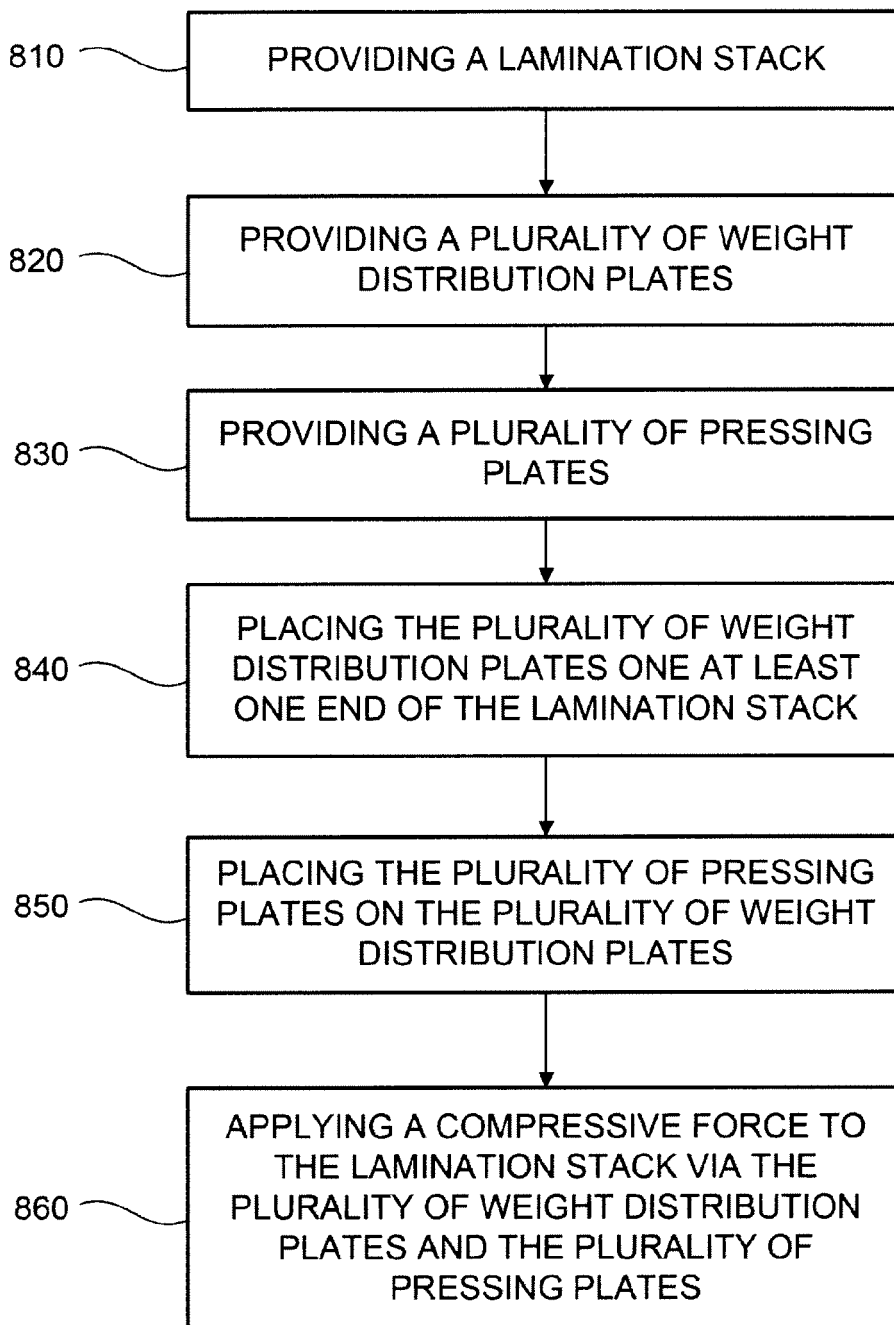 810
PROVIDING A LAMINATION STACK
820
PROVIDING A PLURALITY OF WEIGHT
DISTRIBUTION PLATES
830
PROVIDING A PLURALITY OF PRESSING
PLATES
840
PLACING THE PLURALITY OF WEIGHT
DISTRIBUTION PLATES ONE AT LEAST
ONE END OF THE LAMINATION STACK
850
PLACING THE PLURALITY OF PRESSING
PLATES ON THE PLURALITY OF WEIGHT
DISTRIBUTION PLATES
860
APPLYING A COMPRESSIVE FORCE TO
THE LAMINATION STACK VIA THE
PLURALITY OF WEIGHT DISTRIBUTION
PLATES AND THE PLURALITY OF
PRESSING PLATES